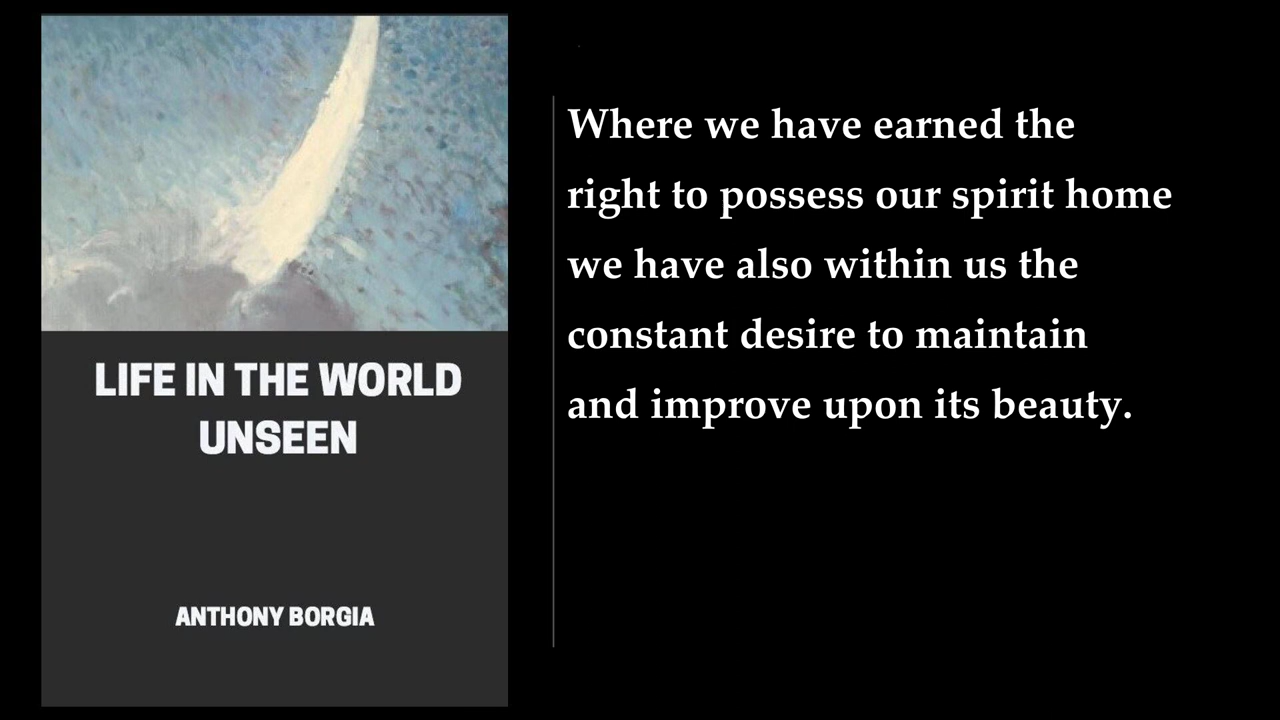 LIFE IN THE WORLD
UNSEEN
ANTHONY BORGIA
Where we have earned the
right to possess our spirit home
we have also within us the
constant desire to maintain
and improve upon its beauty.